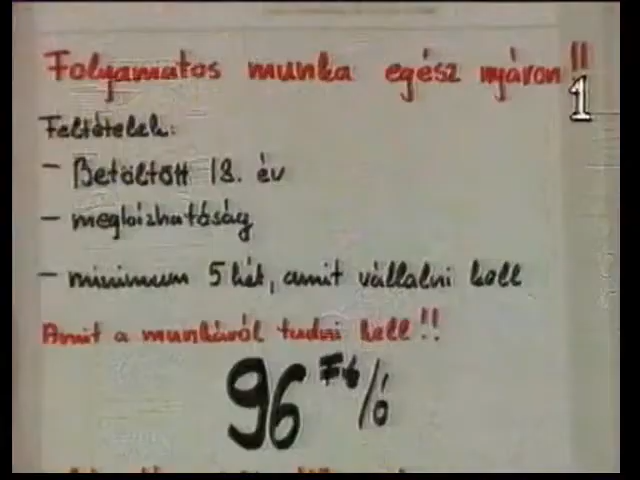 Folyamatos munka egész nyáron!!
1
Feltételek:
- Betöltött 18. év
- megbízhatóság
- minimum 5 hét, amit vállalni kell
Amit a munkáról tudni kell!!
96 Ft/ó